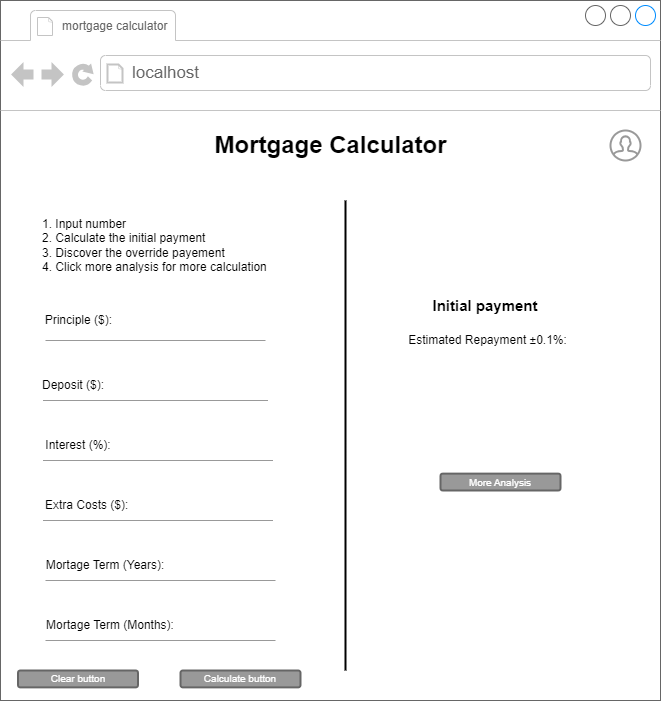 mortgage calculator
localhost
Mortgage Calculator
1. Input number
2. Calculate the initial payment
3. Discover the override payement
4. Click more analysis for more calculation
Principle ($):
Deposit ($):
Interest (%):
Extra Costs ($):
Mortage Term (Years):
Mortage Term (Months):
Clear button
Calculate button
Initial payment
Estimated Repayment ±0.1%:
More Analysis